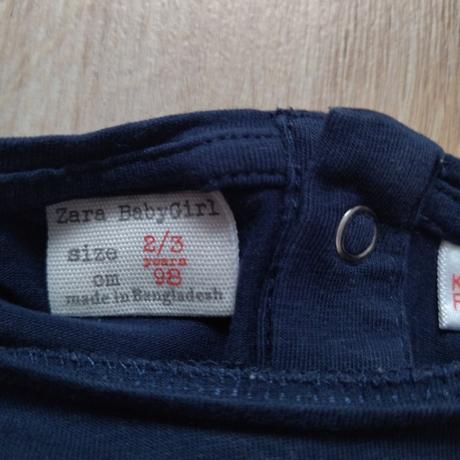 Zara BabyGirl
size 2/3
years
cm 98
made in Bangladesh
K
F